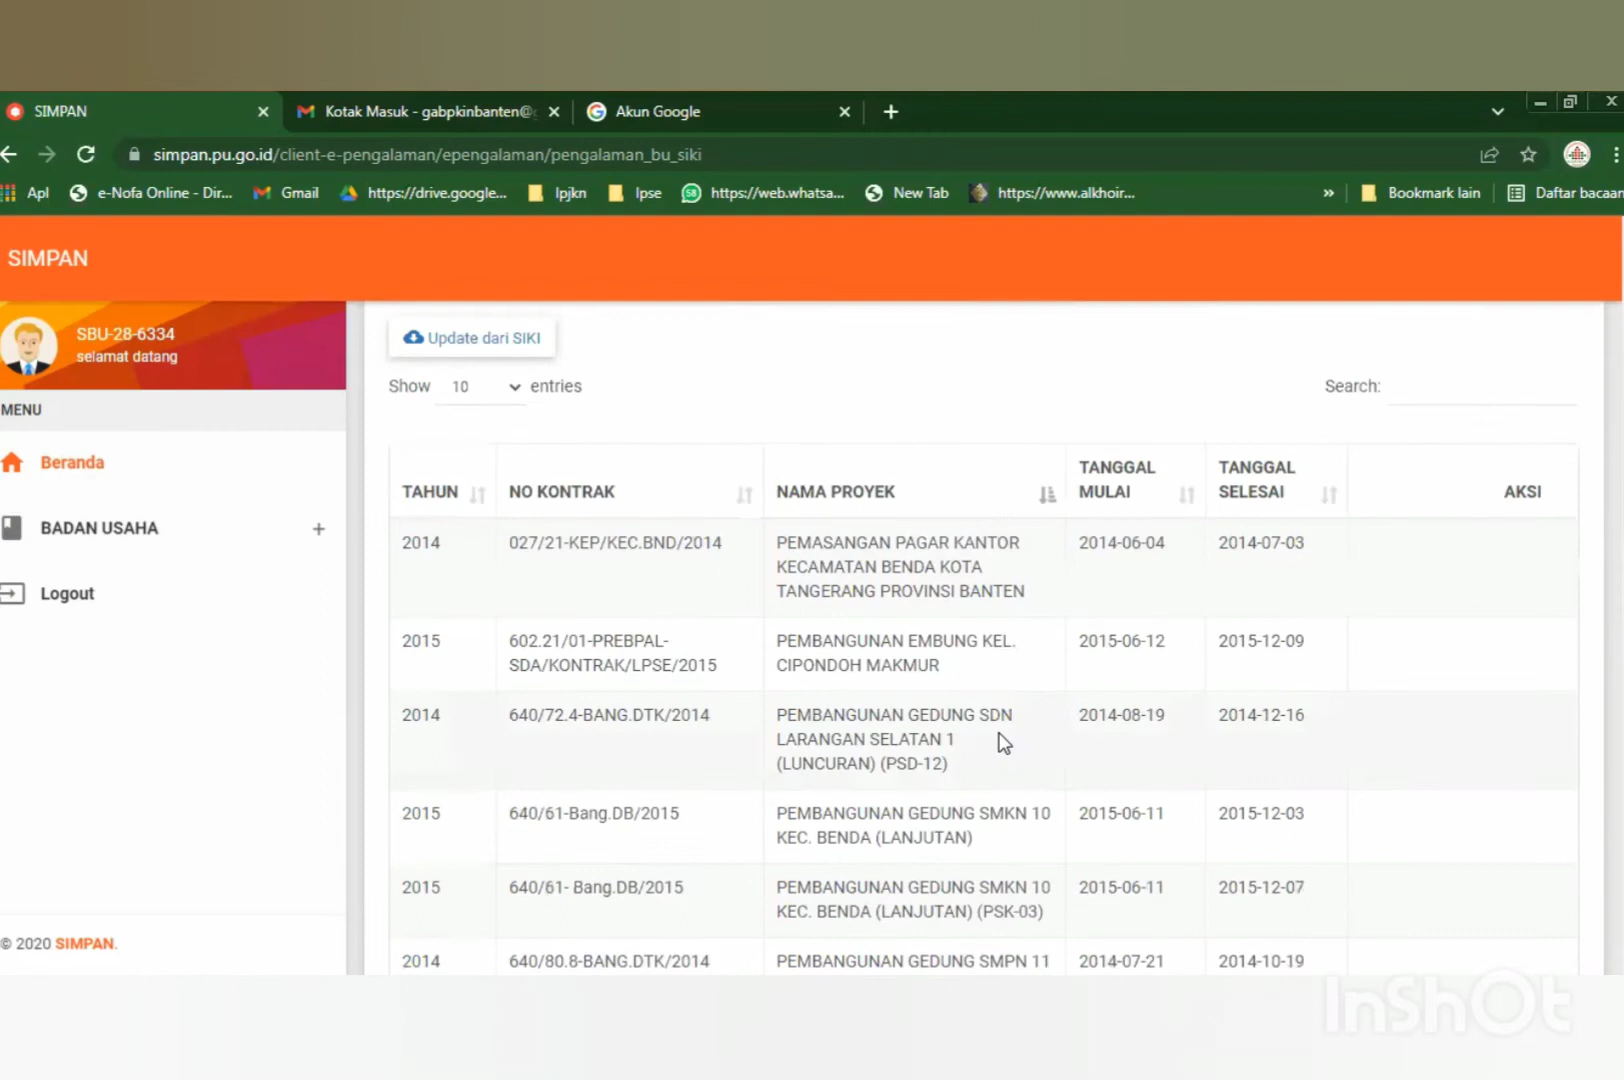 SIMPAN
Kotak Masuk - gabpkinbanten@
Akun Google
simpan.pu.go.id/client-e-pengalaman/epengalaman/pengalaman_bu_siki
Apl
e-Nofa Online - Dir...
Gmail
https://drive.google...
lpjkn
lpse
58
https://web.whatsa...
New Tab
https://www.alkhoir...
»
Bookmark lain
Daftar bacaan
SIMPAN
SBU-28-6334
selamat datang
MENU
Beranda
BADAN USAHA +
Logout
© 2020 SIMPAN.
Update dari SIKI
Show 10 entries
Search:
TAHUN
NO KONTRAK
NAMA PROYEK
TANGGAL
MULAI
TANGGAL
SELESAI
AKSI
2014
027/21-KEP/KEC.BND/2014
PEMASANGAN PAGAR KANTOR
KECAMATAN BENDA KOTA
TANGERANG PROVINSI BANTEN
2014-06-04
2014-07-03
2015
602.21/01-PREBPAL-
SDA/KONTRAK/LPSE/2015
PEMBANGUNAN EMBUNG KEL.
CIPONDOH MAKMUR
2015-06-12
2015-12-09
2014
640/72.4-BANG.DTK/2014
PEMBANGUNAN GEDUNG SDN
LARANGAN SELATAN 1
(LUNCURAN) (PSD-12)
2014-08-19
2014-12-16
2015
640/61-Bang.DB/2015
PEMBANGUNAN GEDUNG SMKN 10
KEC. BENDA (LANJUTAN)
2015-06-11
2015-12-03
2015
640/61- Bang.DB/2015
PEMBANGUNAN GEDUNG SMKN 10
KEC. BENDA (LANJUTAN) (PSK-03)
2015-06-11
2015-12-07
2014
640/80.8-BANG.DTK/2014
PEMBANGUNAN GEDUNG SMPN 11
2014-07-21
2014-10-19
InShOt